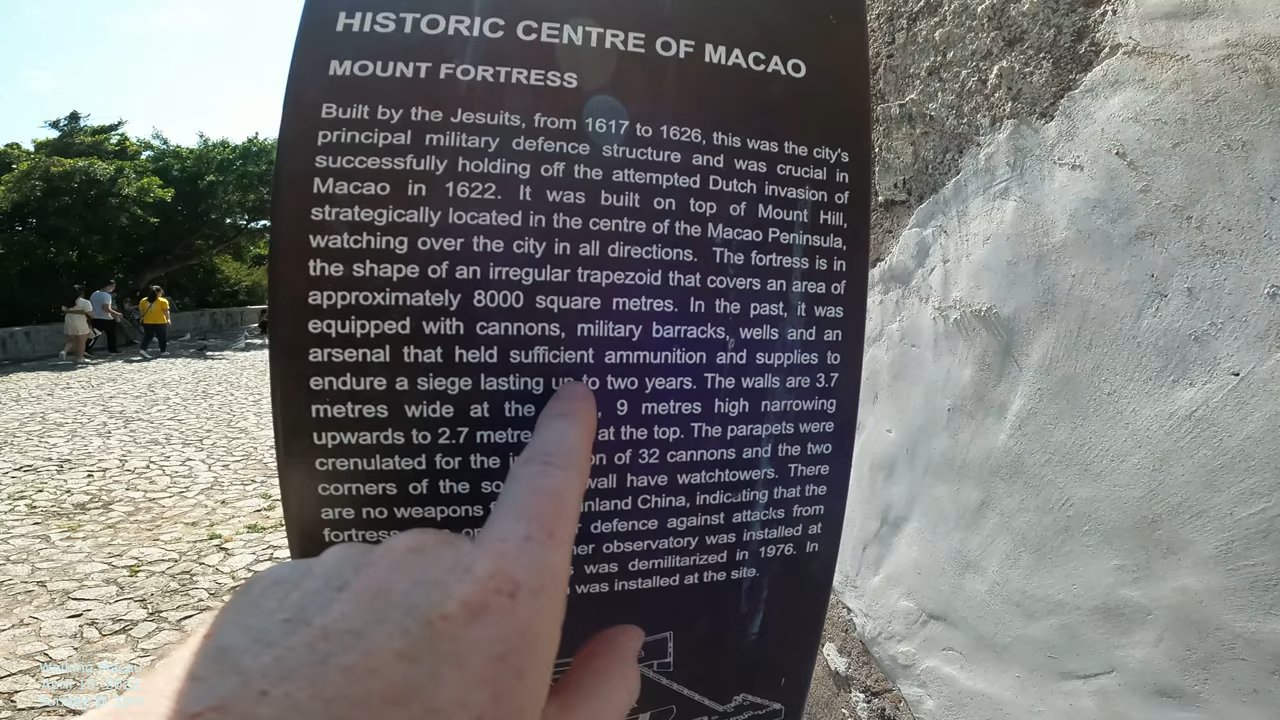 HISTORIC CENTRE OF MACAO
MOUNT FORTRESS
Built by the Jesuits, from 1617 to 1626, this was the city's
principal military defence structure and was crucial in
successfully holding off the attempted Dutch invasion of
Macao in 1622. It was built on top of Mount Hill,
strategically located in the centre of the Macao Peninsula,
watching over the city in all directions. The fortress is in
the shape of an irregular trapezoid that covers an area of
approximately 8000 square metres. In the past, it was
equipped with cannons, military barracks, wells and an
arsenal that held sufficient ammunition and supplies to
endure a siege lasting up to two years. The walls are 3.7
metres wide at the , 9 metres high narrowing
upwards to 2.7 at the top. The parapets were
crenulated for the of 32 cannons and the two
corners of the wall have watchtowers. There
are no weapons China, indicating that the
fortress defence against attacks from
observatory was installed at
was demilitarized in 1976. In
was installed at the site.